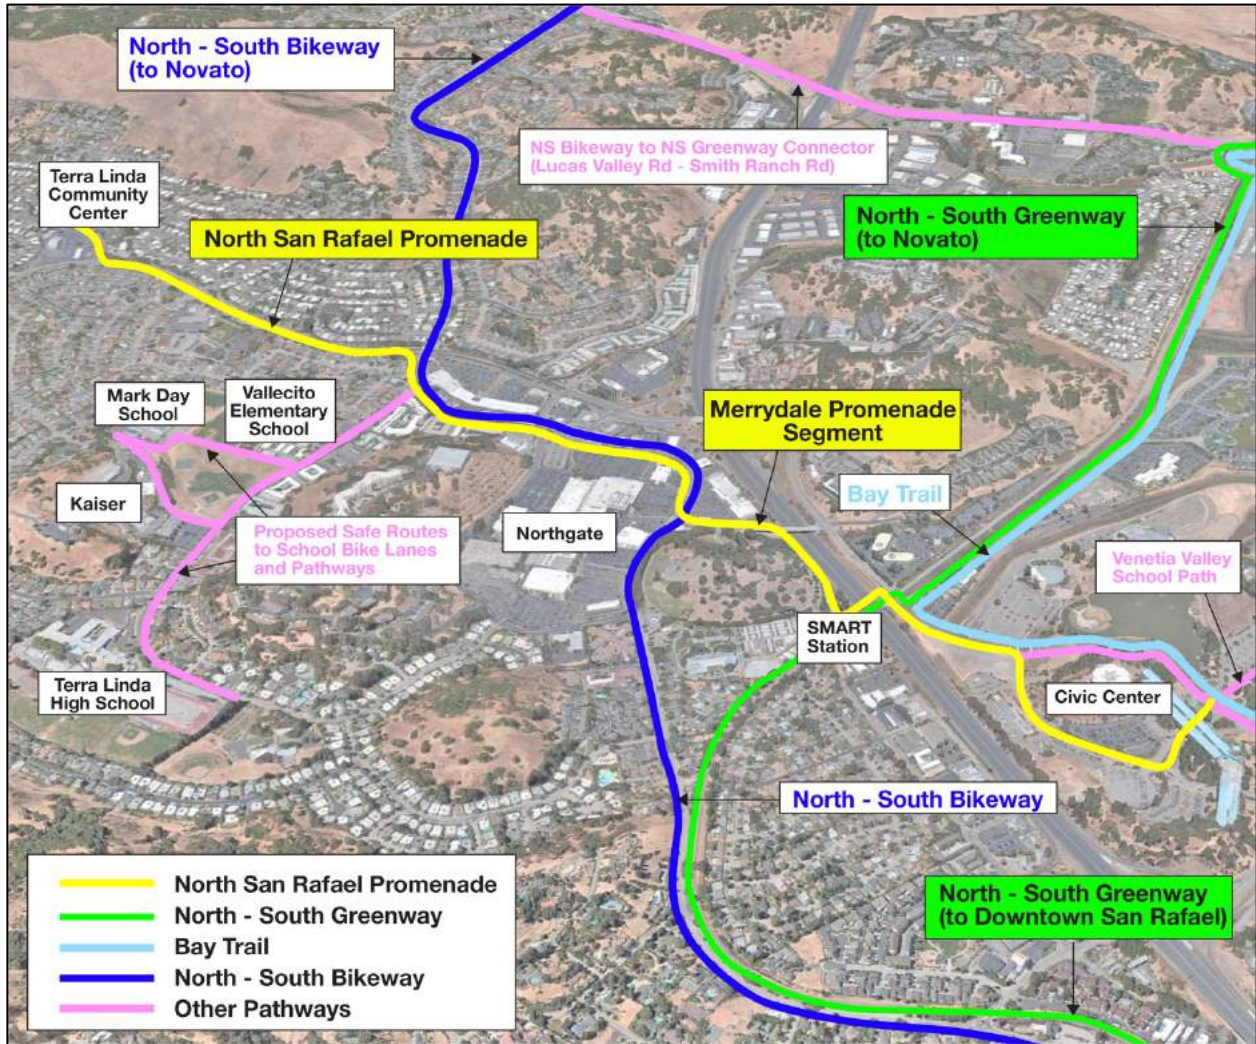 North - South Bikeway
(to Novato)
NS Bikeway to NS Greenway Connector
(Lucas Valley Rd - Smith Ranch Rd)
Terra Linda
Community
Center
North San Rafael Promenade
North - South Greenway
(to Novato)
Mark Day
School
Vallecito
Elementary
School
Merrydale Promenade
Segment
Kaiser
Bay Trail
Proposed Safe Routes
to School Bike Lanes
and Pathways
Northgate
Venetia Valley
School Path
SMART
Station
Terra Linda
High School
Civic Center
North - South Bikeway
North - South Greenway
(to Downtown San Rafael)
North San Rafael Promenade
North - South Greenway
Bay Trail
North - South Bikeway
Other Pathways